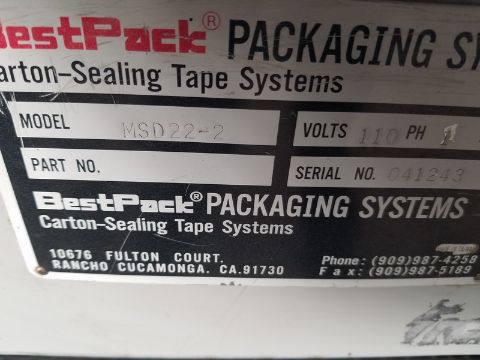 BestPack® PACKAGING SY
Carton-Sealing Tape Systems
MODEL MSD22-2 VOLTS 110 PH 1
PART NO. SERIAL NO. 041243
BestPack® PACKAGING SYSTEMS
Carton-Sealing Tape Systems
10676 FULTON COURT. Phone: (909)987-4258
RANCHO CUCAMONGA. CA.91730 Fax: (909)987-5189